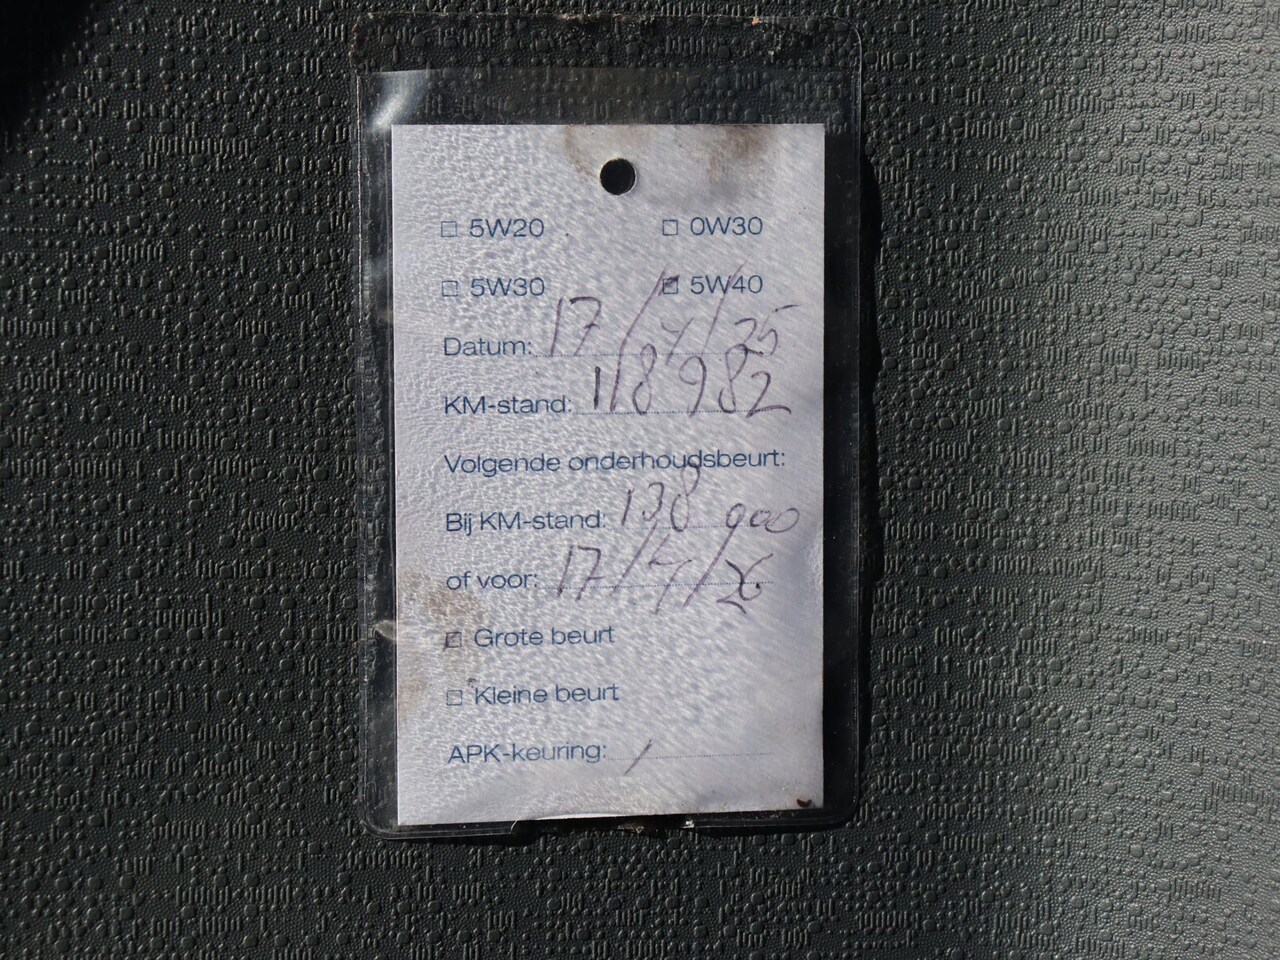 ☐ 5W20 ☐ 0W30
☐ 5W30 ☒ 5W40
Datum: 17/4/25
KM-stand: 118982
Volgende onderhoudsbeurt:
Bij KM-stand: 138 900
of voor: 17/4/26
☒ Grote beurt
☐ Kleine beurt
APK-keuring: /